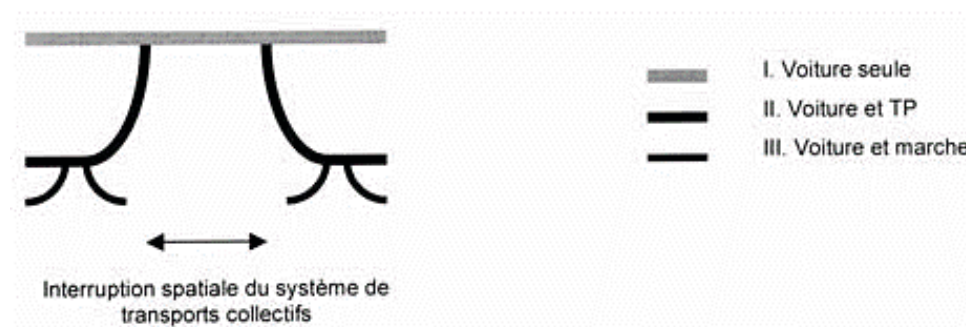 I. Voiture seule
II. Voiture et TP
III. Voiture et marche
Interruption spatiale du système de
transports collectifs